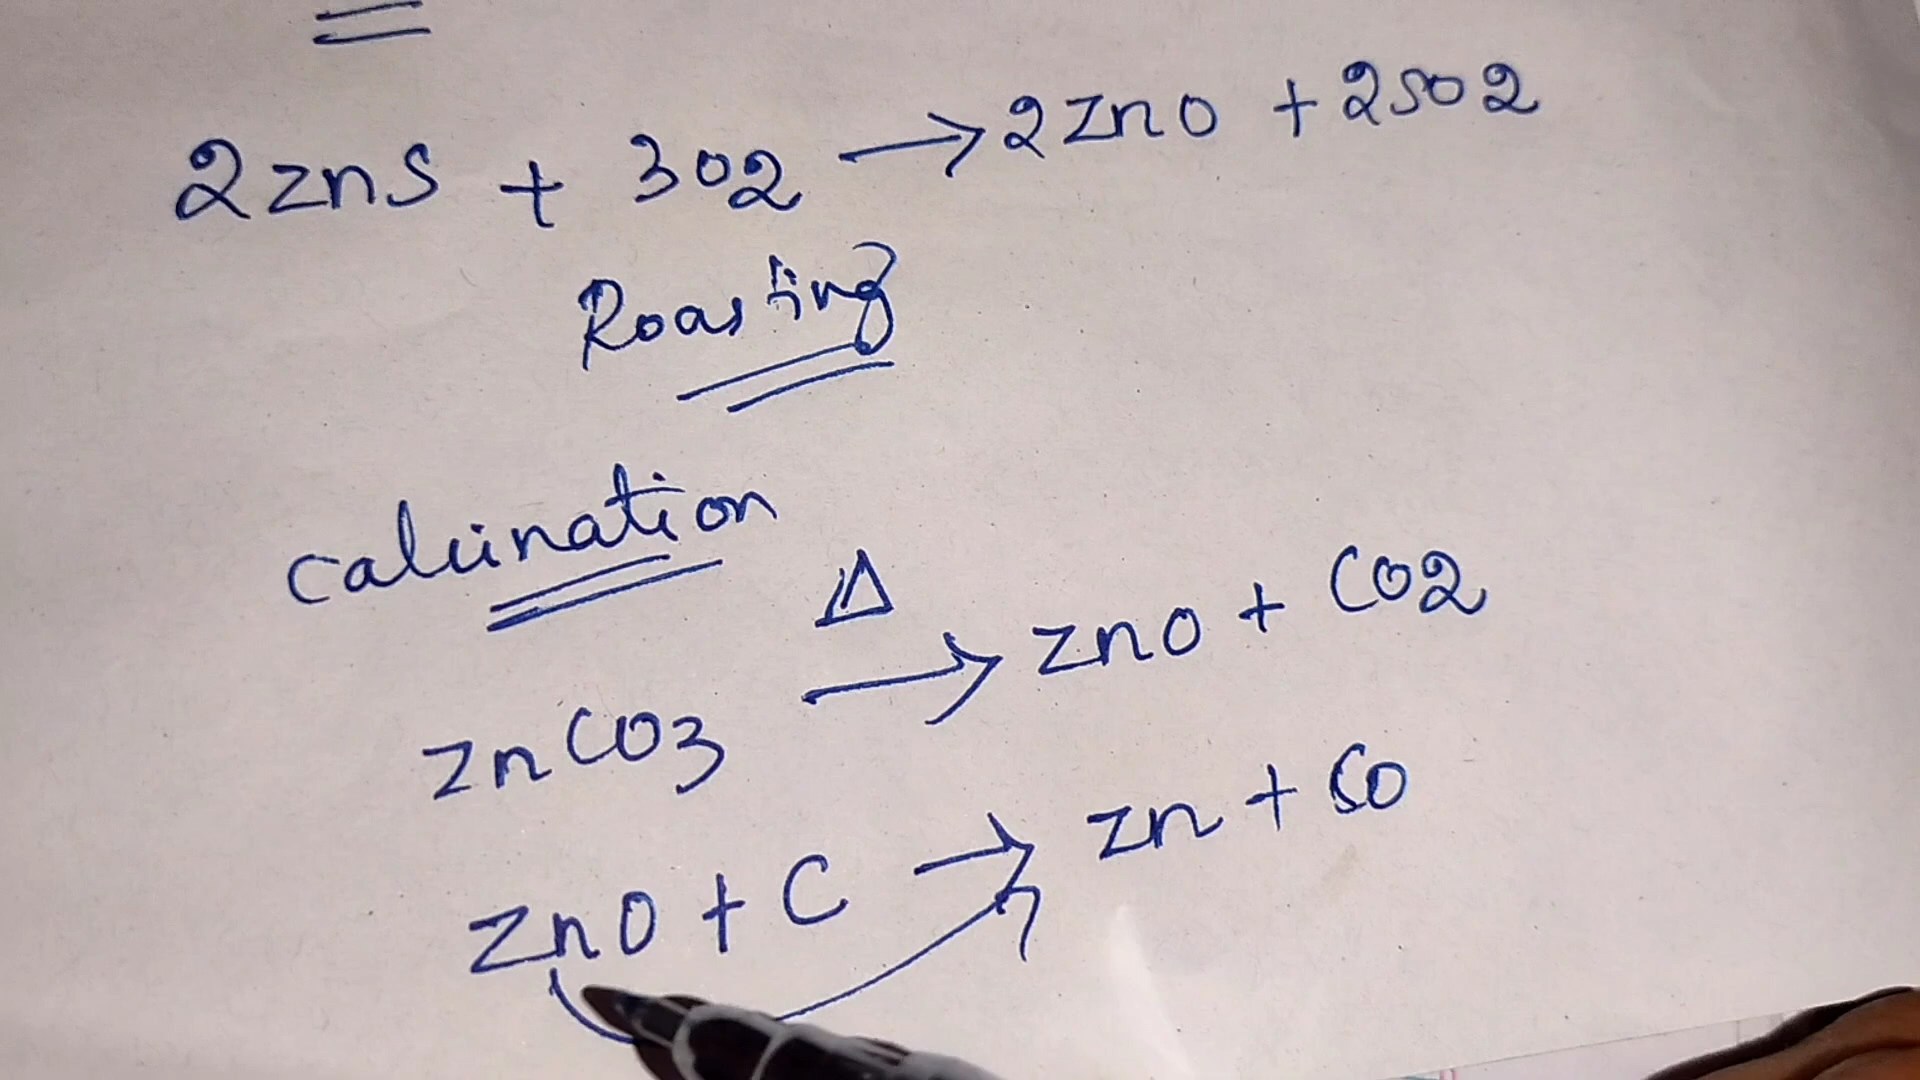 2znS + 3O2 → 2ZnO + 2SO2
Roasting
calcination
Δ
znCO3 → znO + CO2
ZnO + C → zn + CO